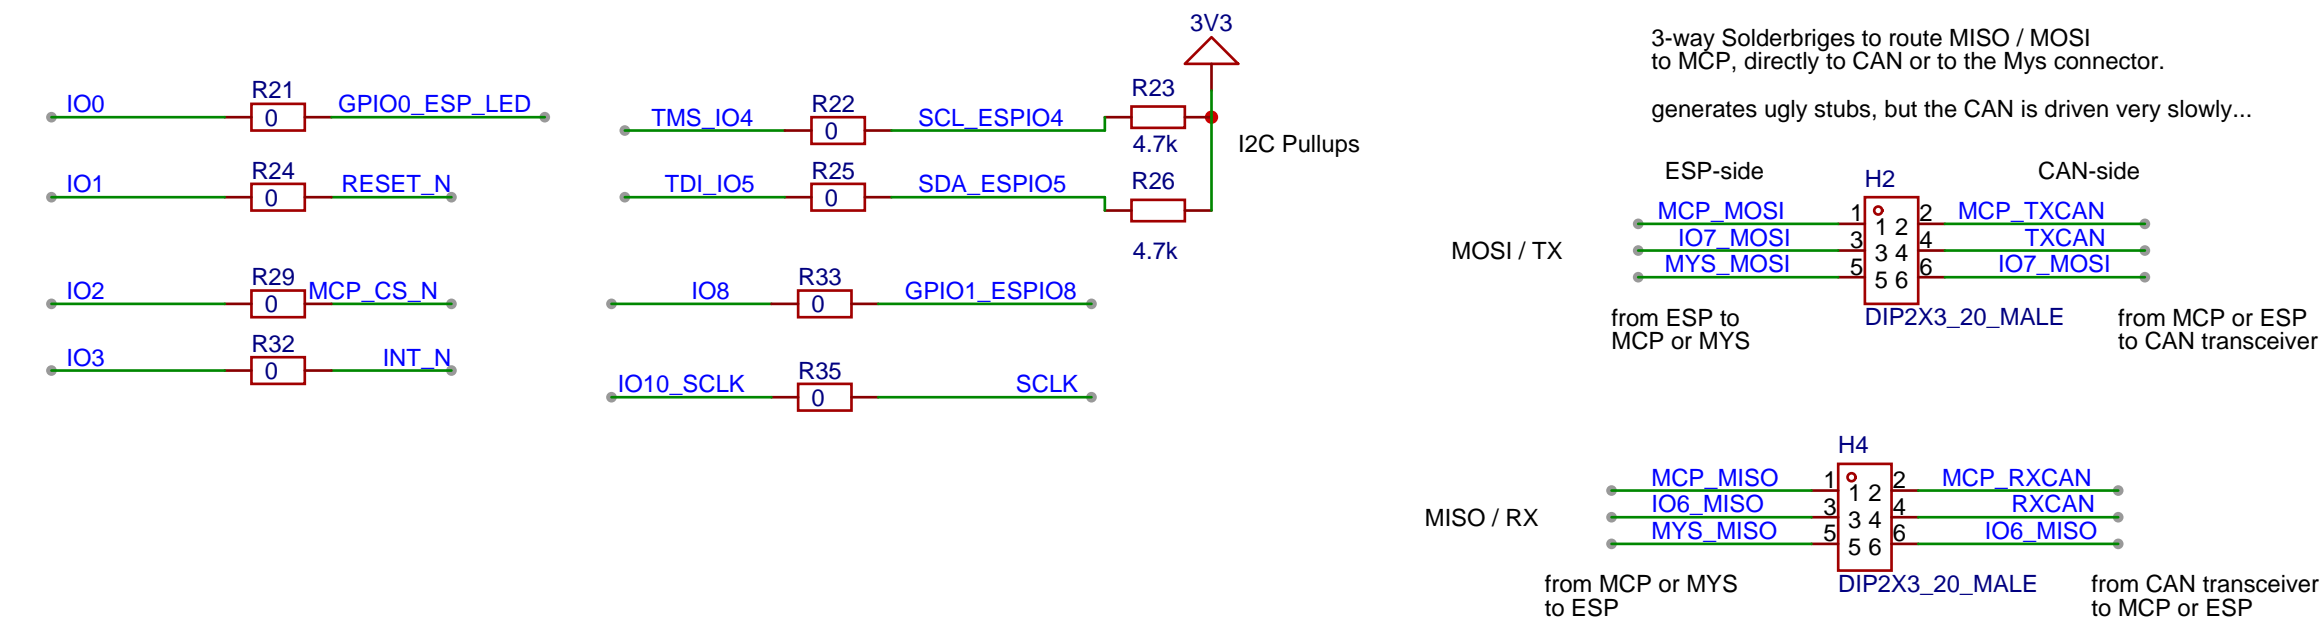 IO0
R21
0
GPIO0_ESP_LED
IO1
R24
0
RESET_N
IO2
R29
0
MCP_CS_N
IO3
R32
0
INT_N
3V3
TMS_IO4
R22
0
SCL_ESPIO4
R23
4.7k
I2C Pullups
TDI_IO5
R25
0
SDA_ESPIO5
R26
4.7k
IO8
R33
0
GPIO1_ESPIO8
IO10_SCLK
R35
0
SCLK
3-way Solderbriges to route MISO / MOSI
to MCP, directly to CAN or to the Mys connector.
generates ugly stubs, but the CAN is driven very slowly...
ESP-side
H2
CAN-side
MOSI / TX
MCP_MOSI 1 1 2 2 MCP_TXCAN
IO7_MOSI 3 3 4 4 TXCAN
MYS_MOSI 5 5 6 6 IO7_MOSI
from ESP to
MCP or MYS
DIP2X3_20_MALE
from MCP or ESP
to CAN transceiver
H4
MISO / RX
MCP_MISO 1 1 2 2 MCP_RXCAN
IO6_MISO 3 3 4 4 RXCAN
MYS_MISO 5 5 6 6 IO6_MISO
from MCP or MYS
to ESP
DIP2X3_20_MALE
from CAN transceiver
to MCP or ESP